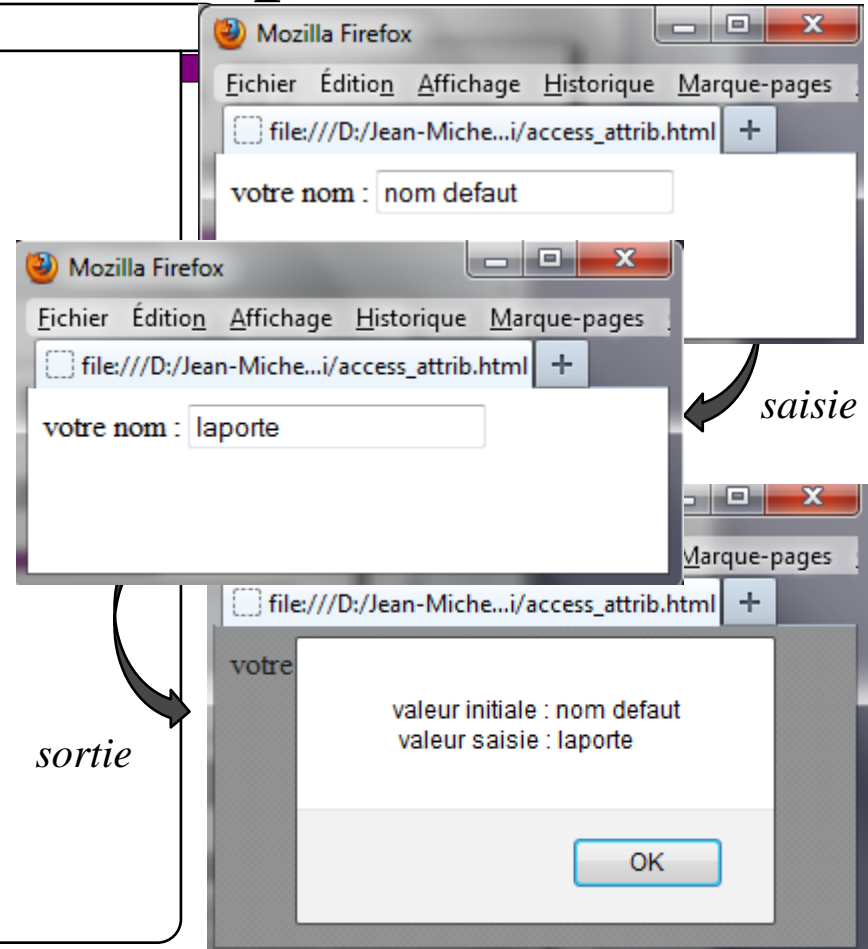 Mozilla Firefox
Fichier Édition Affichage Historique Marque-pages
file:///D:/Jean-Miche...i/access_attrib.html
votre nom : nom defaut
Mozilla Firefox
Fichier Édition Affichage Historique Marque-pages
file:///D:/Jean-Miche...i/access_attrib.html
votre nom : laporte
saisie
Marque-pages
file:///D:/Jean-Miche...i/access_attrib.html
votre
valeur initiale : nom defaut
valeur saisie : laporte
OK
sortie